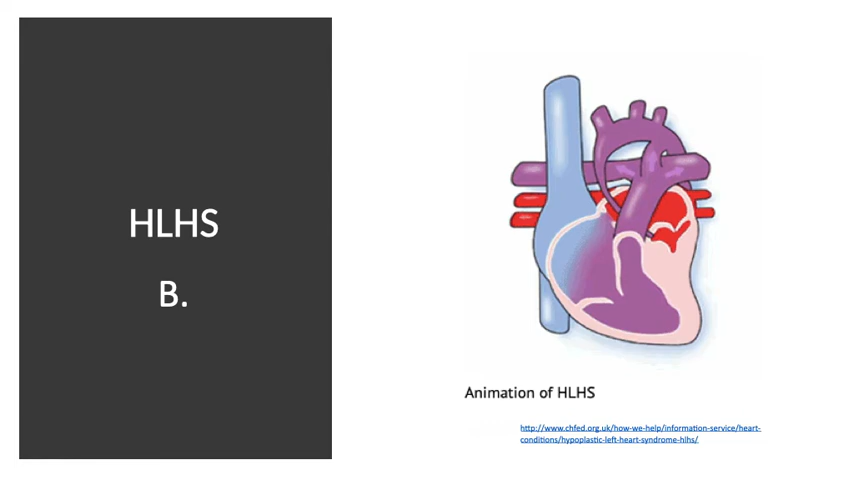 HLHS
B.
Animation of HLHS
http://www.chfed.org.uk/how-we-help/information-service/heart-
conditions/hypoplastic-left-heart-syndrome-hlhs/